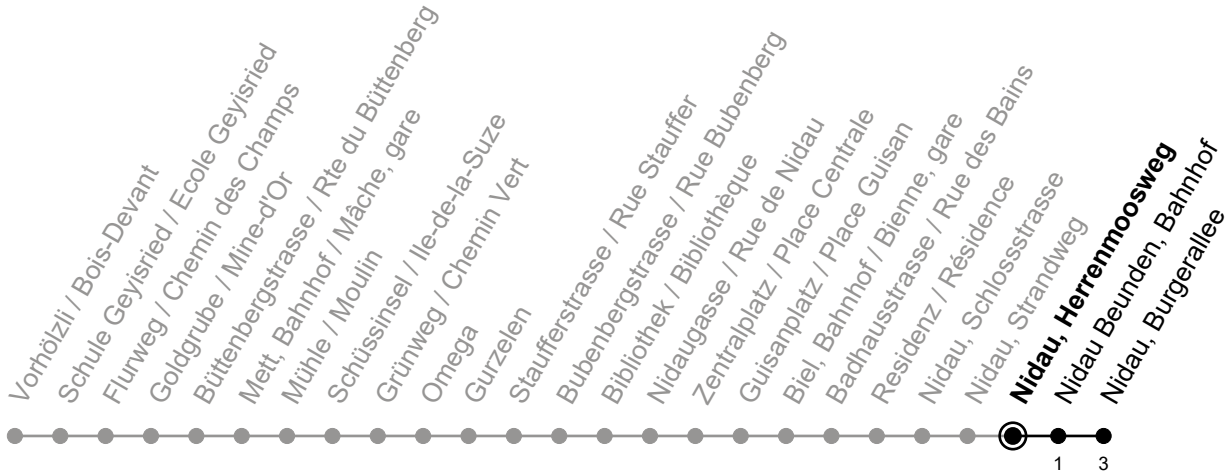 Vorhölzli / Bois-Devant
Schule Geyisried / Ecole Geyisried
Flurweg / Chemin des Champs
Goldgrube / Mine-d'Or
Büttenbergstrasse / Rte du Büttenberg
Mett, Bahnhof / Mâche, gare
Mühle / Moulin
Schüssinsel / Ile-de-la-Suze
Grünweg / Chemin Vert
Omega
Gurzelen
Staufferstrasse / Rue Stauffer
Bubenbergstrasse / Rue Bubenberg
Bibliothek / Bibliothèque
Nidaugasse / Rue de Nidau
Zentralplatz / Place Centrale
Guisanplatz / Place Guisan
Biel, Bahnhof / Bienne, gare
Badhausstrasse / Rue des Bains
Residenz / Résidence
Nidau, Schlossstrasse
Nidau, Strandweg
Nidau, Herrenmoosweg
Nidau Beunden, Bahnhof
Nidau, Burgerallee
1 3